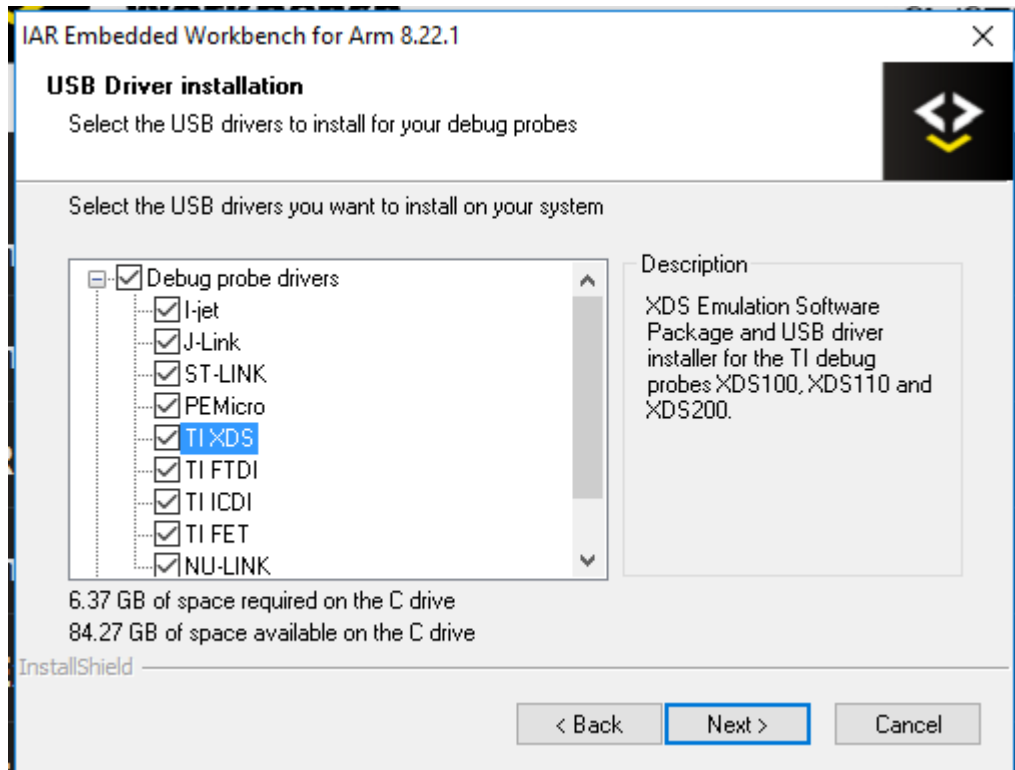 IAR Embedded Workbench for Arm 8.22.1
USB Driver installation
Select the USB drivers to install for your debug probes
Select the USB drivers you want to install on your system
Debug probe drivers
I-jet
J-Link
ST-LINK
PEMicro
TI XDS
TI FTDI
TI ICDI
TI FET
NU-LINK
Description
XDS Emulation Software
Package and USB driver
installer for the TI debug
probes XDS100, XDS110 and
XDS200.
6.37 GB of space required on the C drive
84.27 GB of space available on the C drive
InstallShield
< Back
Next >
Cancel